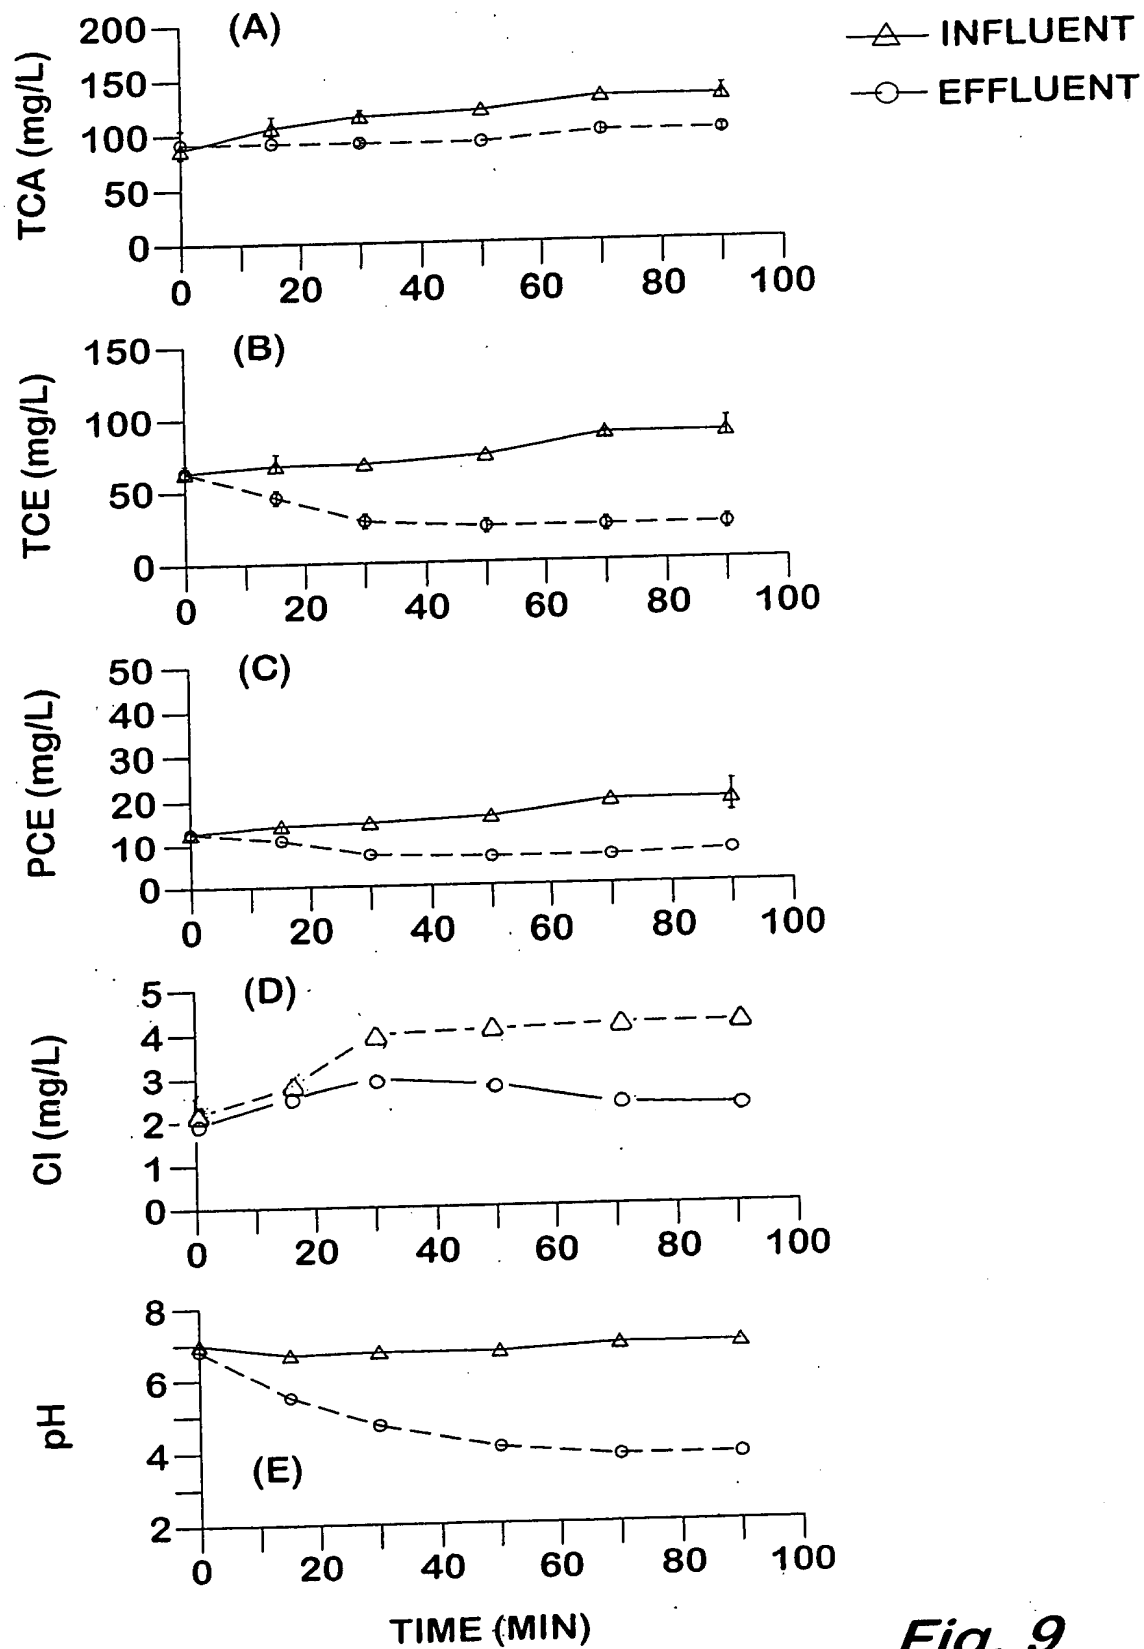 INFLUENT
EFFLUENT
(A)
TCA (mg/L)
200
150
100
50
0
0 20 40 60 80 100
(B)
TCE (mg/L)
150
100
50
0
0 20 40 60 80 100
(C)
PCE (mg/L)
50
40
30
20
10
0
0 20 40 60 80 100
(D)
Cl (mg/L)
5
4
3
2
1
0
0 20 40 60 80 100
(E)
pH
8
6
4
2
0 20 40 60 80 100
TIME (MIN)
Fig. 9